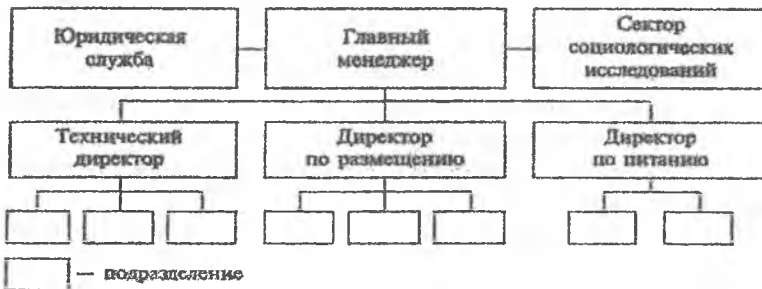 Юридическая
служба
Главный
менеджер
Сектор
социологических
исследований
Технический
директор
Директор
по размещению
Директор
по питанию
— подразделение